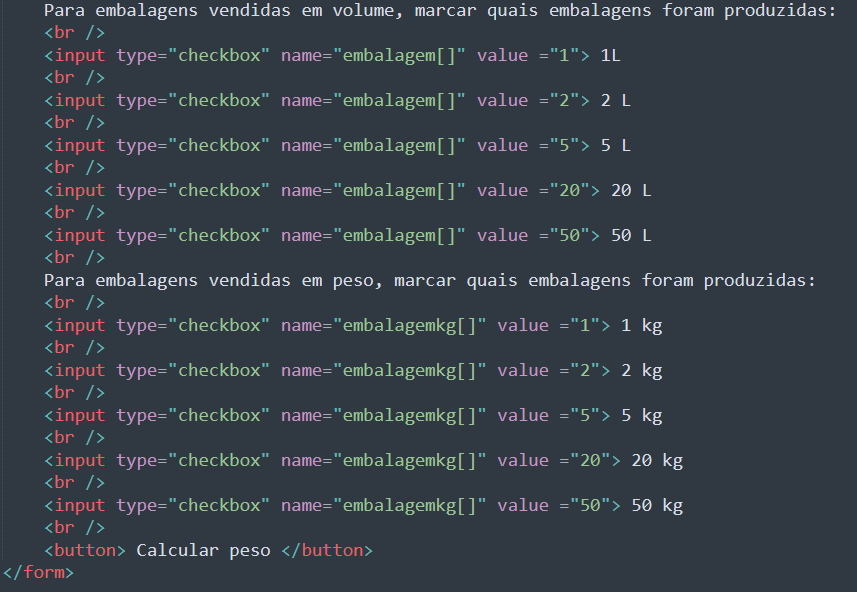 Para embalagens vendidas em volume, marcar quais embalagens foram produzidas:
<br />
<input type="checkbox" name="embalagem[]" value ="1"> 1L
<br />
<input type="checkbox" name="embalagem[]" value ="2"> 2 L
<br />
<input type="checkbox" name="embalagem[]" value ="5"> 5 L
<br />
<input type="checkbox" name="embalagem[]" value ="20"> 20 L
<br />
<input type="checkbox" name="embalagem[]" value ="50"> 50 L
<br />
Para embalagens vendidas em peso, marcar quais embalagens foram produzidas:
<br />
<input type="checkbox" name="embalagemkg[]" value ="1"> 1 kg
<br />
<input type="checkbox" name="embalagemkg[]" value ="2"> 2 kg
<br />
<input type="checkbox" name="embalagemkg[]" value ="5"> 5 kg
<br />
<input type="checkbox" name="embalagemkg[]" value ="20"> 20 kg
<br />
<input type="checkbox" name="embalagemkg[]" value ="50"> 50 kg
<br />
<button> Calcular peso </button>
</form>